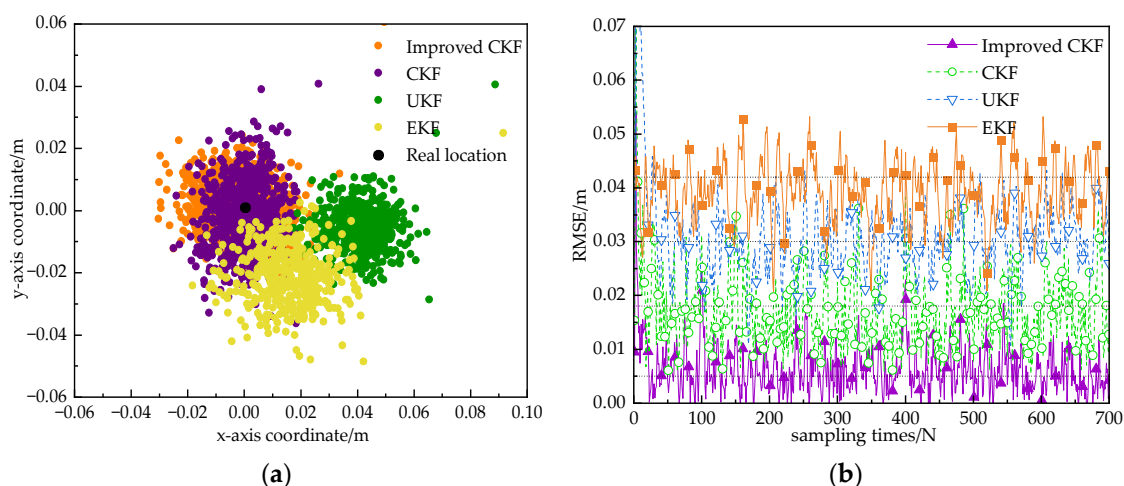 0.06
0.04
0.02
0.00
−0.02
−0.04
−0.06
y-axis coordinate/m
Improved CKF
CKF
UKF
EKF
Real location
−0.06 −0.04 −0.02 0.00 0.02 0.04 0.06 0.08 0.10
x-axis coordinate/m
(a)
0.07
0.06
0.05
0.04
0.03
0.02
0.01
0.00
RMSE/m
Improved CKF
CKF
UKF
EKF
0 100 200 300 400 500 600 700
sampling times/N
(b)